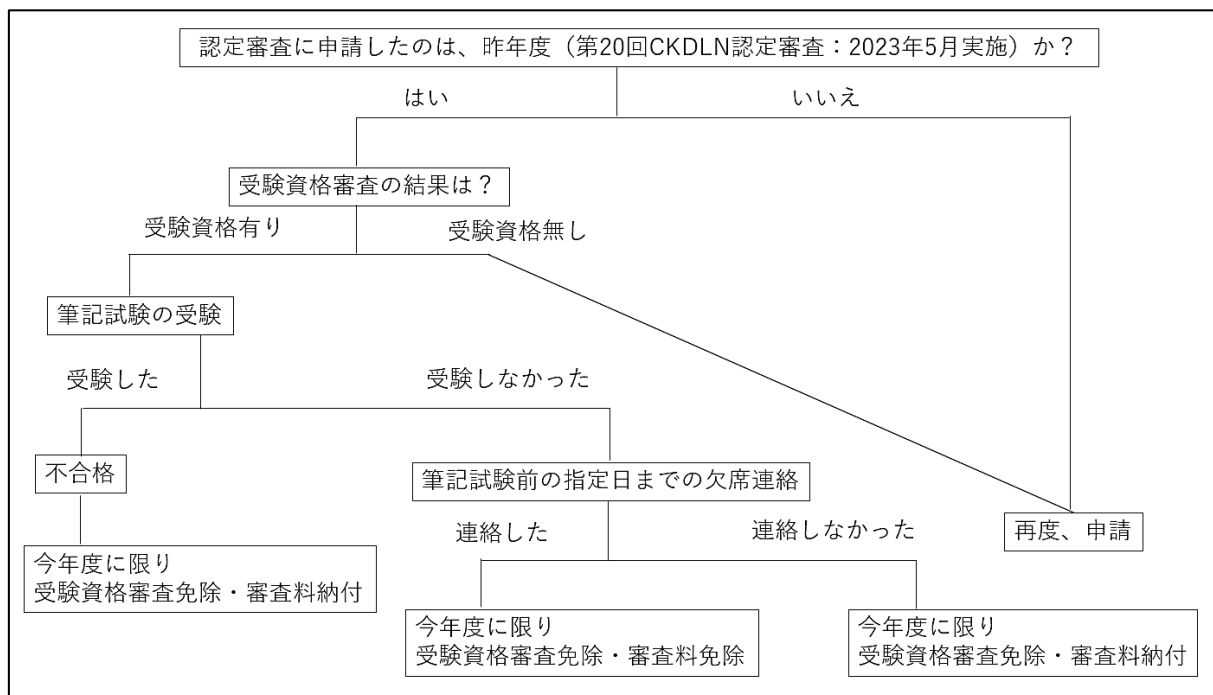 認定審査に申請したのは、昨年度（第20回CKDLN認定審査：2023年5月実施）か？
はい
いいえ
受験資格審査の結果は？
受験資格有り
受験資格無し
筆記試験の受験
受験した
受験しなかった
不合格
筆記試験前の指定日までの欠席連絡
連絡した
連絡しなかった
再度、申請
今年度に限り
受験資格審査免除・審査料納付
今年度に限り
受験資格審査免除・審査料免除
今年度に限り
受験資格審査免除・審査料納付